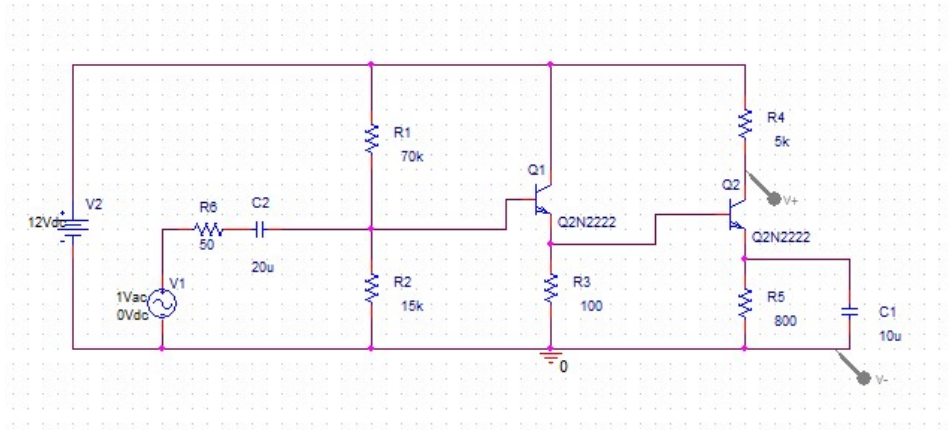 R1
70k
R4
5k
Q1
Q2
V+
V2
12Vdc
R6
50
C2
20u
Q2N2222
Q2N2222
V1
1Vac
0Vdc
R2
15k
R3
100
R5
800
C1
10u
0
V-